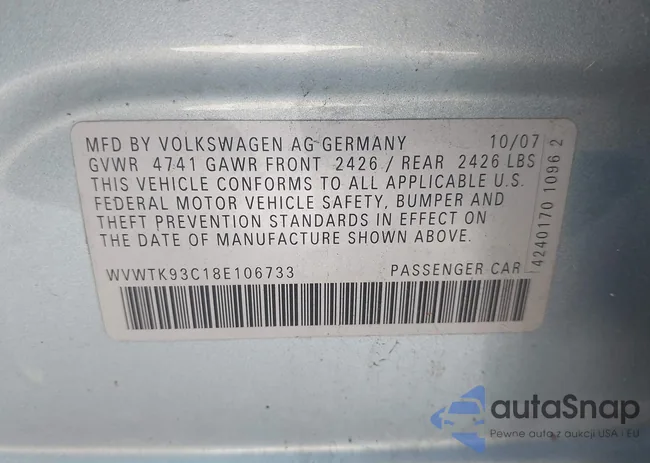 MFD BY VOLKSWAGEN AG GERMANY 10/07
GVWR 4741 GAWR FRONT 2426 / REAR 2426 LBS
THIS VEHICLE CONFORMS TO ALL APPLICABLE U.S.
FEDERAL MOTOR VEHICLE SAFETY, BUMPER AND
THEFT PREVENTION STANDARDS IN EFFECT ON
THE DATE OF MANUFACTURE SHOWN ABOVE.
WVWTK93C18E106733 PASSENGER CAR
4240170 1096 2
autoSnap
Pewne auto z aukcji USA - EU